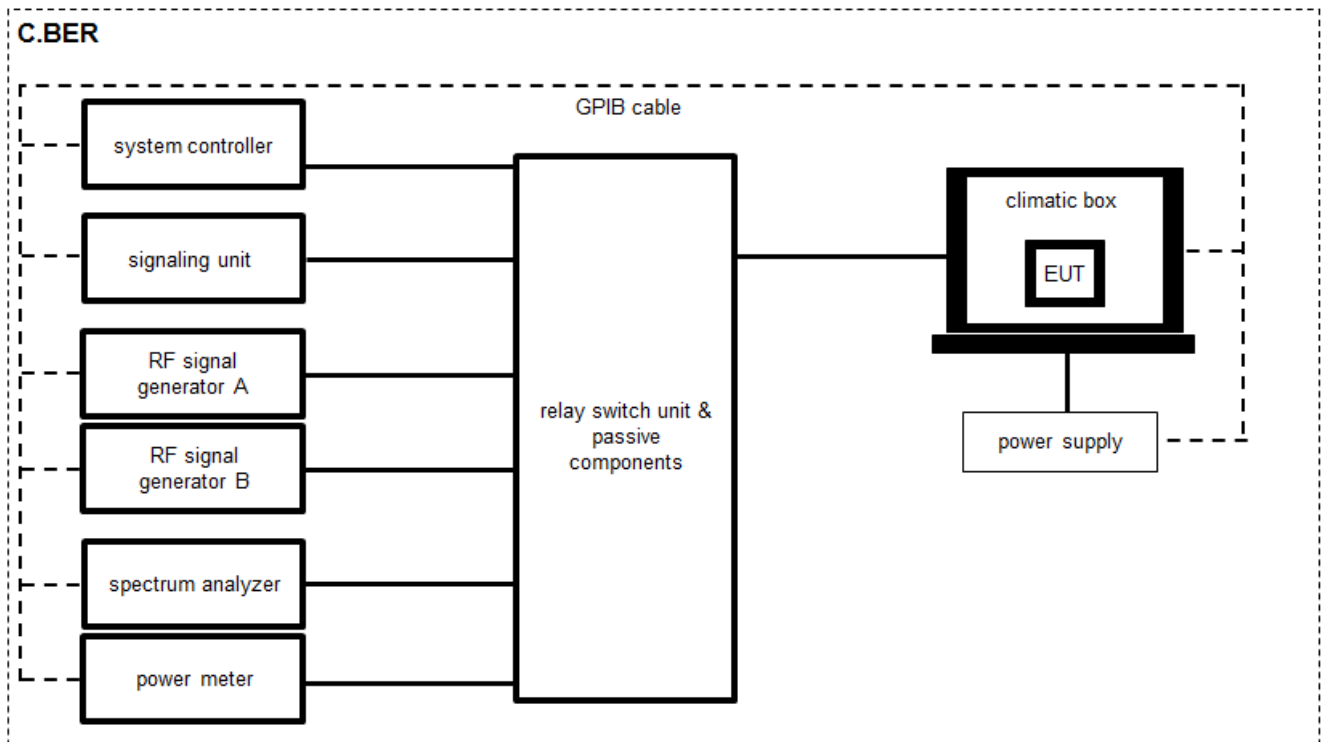 C.BER
GPIB cable
system controller
signaling unit
RF signal
generator A
RF signal
generator B
spectrum analyzer
power meter
relay switch unit &
passive
components
climatic box
EUT
power supply